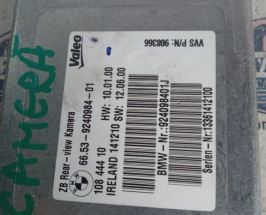 CAMERA
Valeo
VVS P/N: 908366
ZB Rear-view Kamera
66.53-9240984-01
HW: 10.01.00
108 444 10
IRELAND 141210 SW: 12.06.00
BMW-Nr.: 924098401J
Serien-Nr.: 13361412100